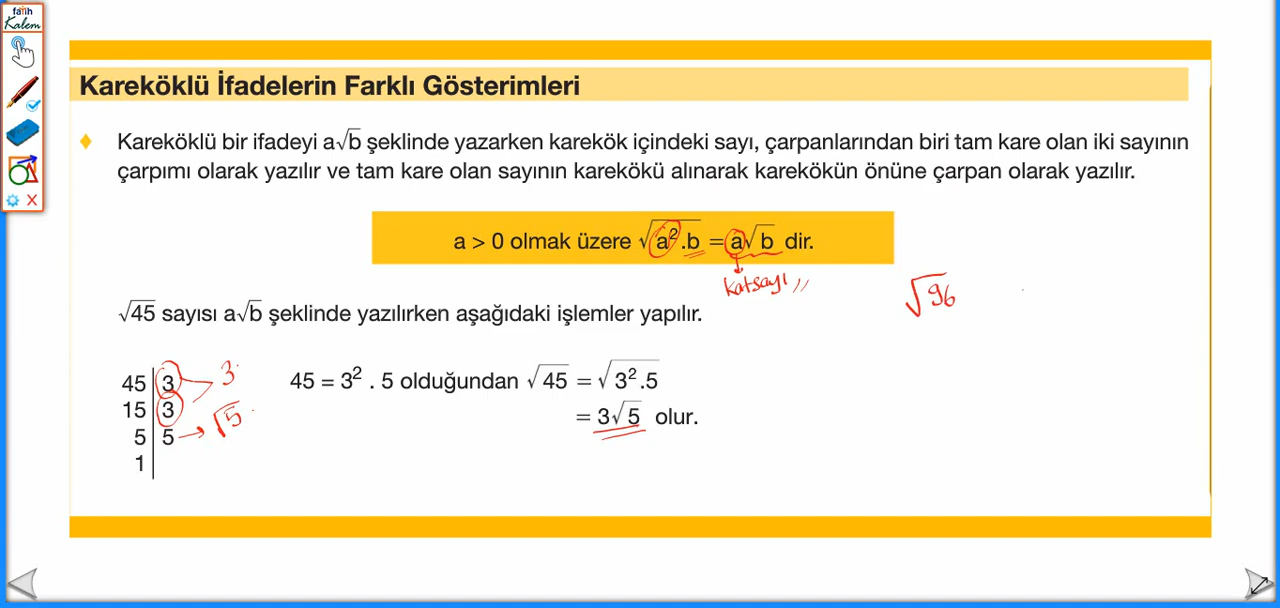 fatih
Kalem
Kareköklü İfadelerin Farklı Gösterimleri
Kareköklü bir ifadeyi a√b şeklinde yazarken karekök içindeki sayı, çarpanlarından biri tam kare olan iki sayının
çarpımı olarak yazılır ve tam kare olan sayının karekökü alınarak karekökün önüne çarpan olarak yazılır.
a > 0 olmak üzere √(a².b) = a√b dir.
katsayı
√96
√45 sayısı a√b şeklinde yazılırken aşağıdaki işlemler yapılır.
45 | 3 3
15 | 3
5 | 5 → √5
1
45 = 3² . 5 olduğundan √45 = √(3².5)
= 3√5 olur.